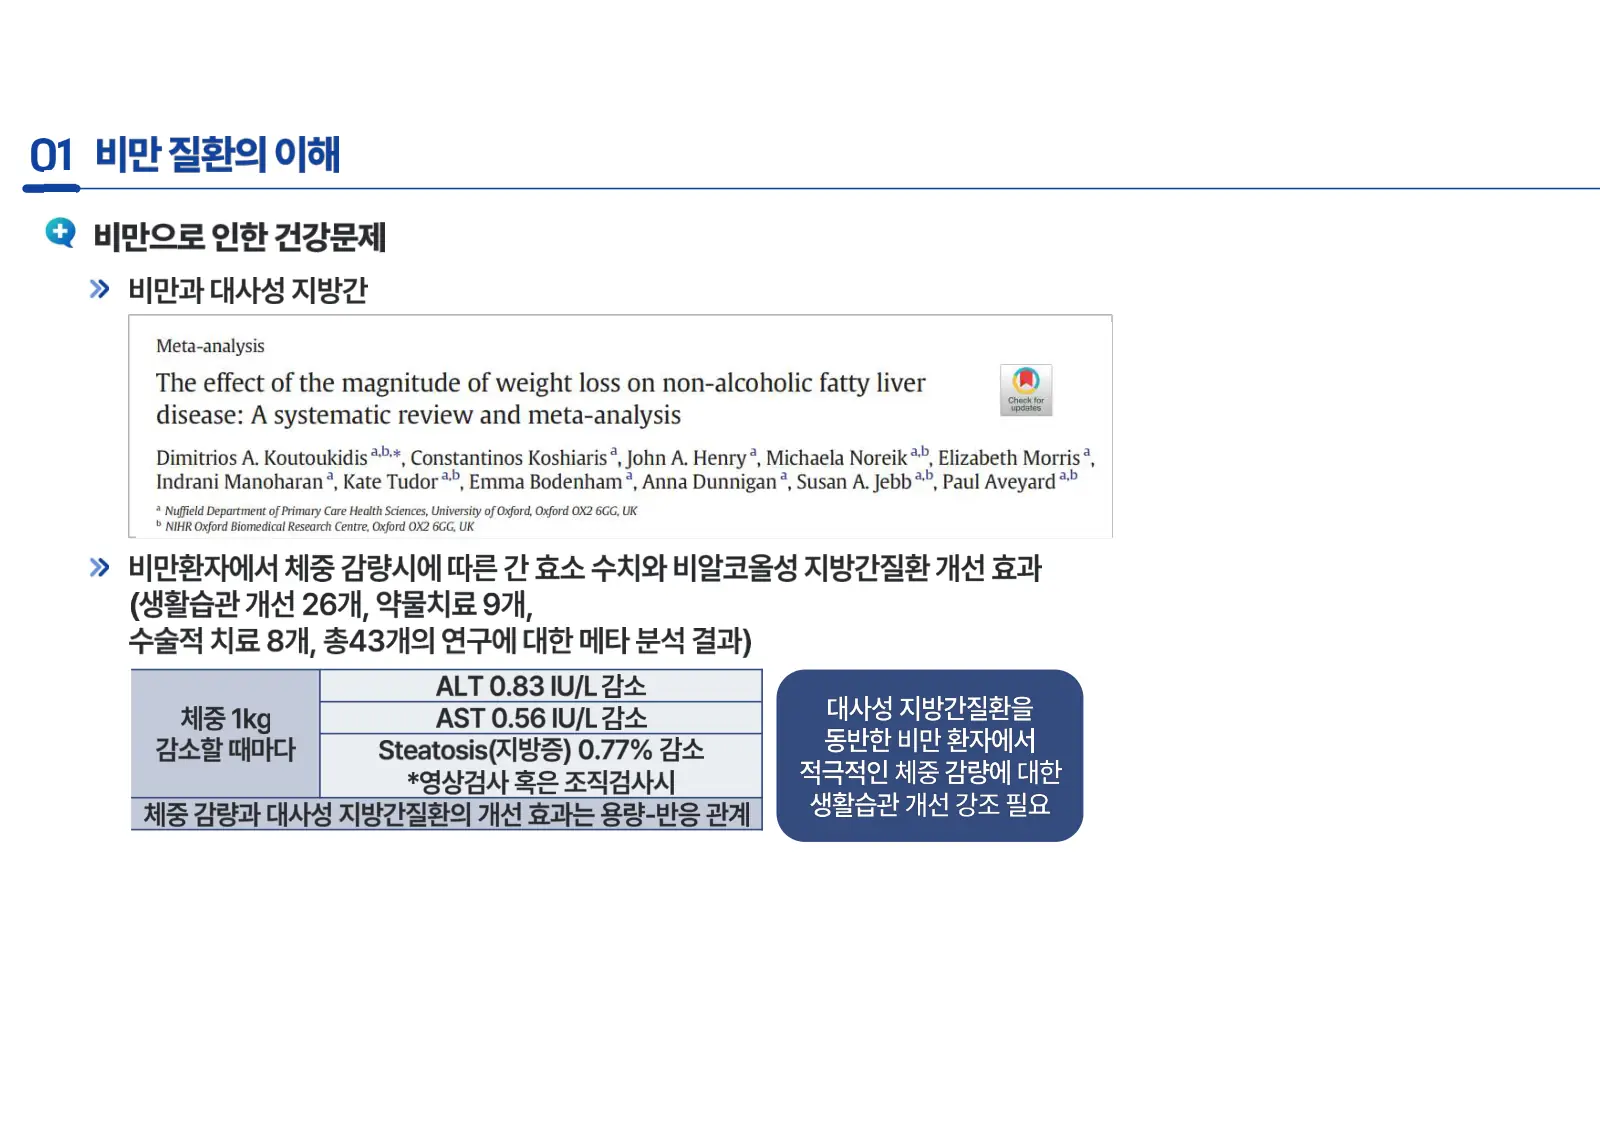 01 비만 질환의 이해
비만으로 인한 건강문제
비만과 대사성 지방간
Meta-analysis
The effect of the magnitude of weight loss on non-alcoholic fatty liver
disease: A systematic review and meta-analysis
Check for
updates
Dimitrios A. Koutoukidis a,b,*, Constantinos Koshiaris a, John A. Henry a, Michaela Noreik a,b, Elizabeth Morris a,
Indrani Manoharan a, Kate Tudor a,b, Emma Bodenham a, Anna Dunnigan a, Susan A. Jebb a,b, Paul Aveyard a,b
a Nuffield Department of Primary Care Health Sciences, University of Oxford, Oxford OX2 6GG, UK
b NIHR Oxford Biomedical Research Centre, Oxford OX2 6GG, UK
비만환자에서 체중 감량시에 따른 간 효소 수치와 비알코올성 지방간질환 개선 효과
(생활습관 개선 26개, 약물치료 9개,
수술적 치료 8개, 총43개의 연구에 대한 메타 분석 결과)
체중 1kg
감소할 때마다
ALT 0.83 IU/L 감소
AST 0.56 IU/L 감소
Steatosis(지방증) 0.77% 감소
*영상검사 혹은 조직검사시
체중 감량과 대사성 지방간질환의 개선 효과는 용량-반응 관계
대사성 지방간질환을
동반한 비만 환자에서
적극적인 체중 감량에 대한
생활습관 개선 강조 필요